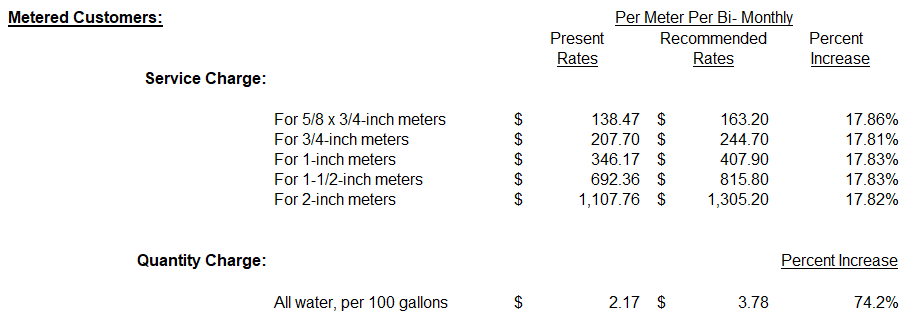 Metered Customers: Per Meter Per Bi- Monthly
Present Recommended Percent
Rates Rates Increase
Service Charge:
For 5/8 x 3/4-inch meters $ 138.47 $ 163.20 17.86%
For 3/4-inch meters $ 207.70 $ 244.70 17.81%
For 1-inch meters $ 346.17 $ 407.90 17.83%
For 1-1/2-inch meters $ 692.36 $ 815.80 17.83%
For 2-inch meters $ 1,107.76 $ 1,305.20 17.82%
Quantity Charge: Percent Increase
All water, per 100 gallons $ 2.17 $ 3.78 74.2%